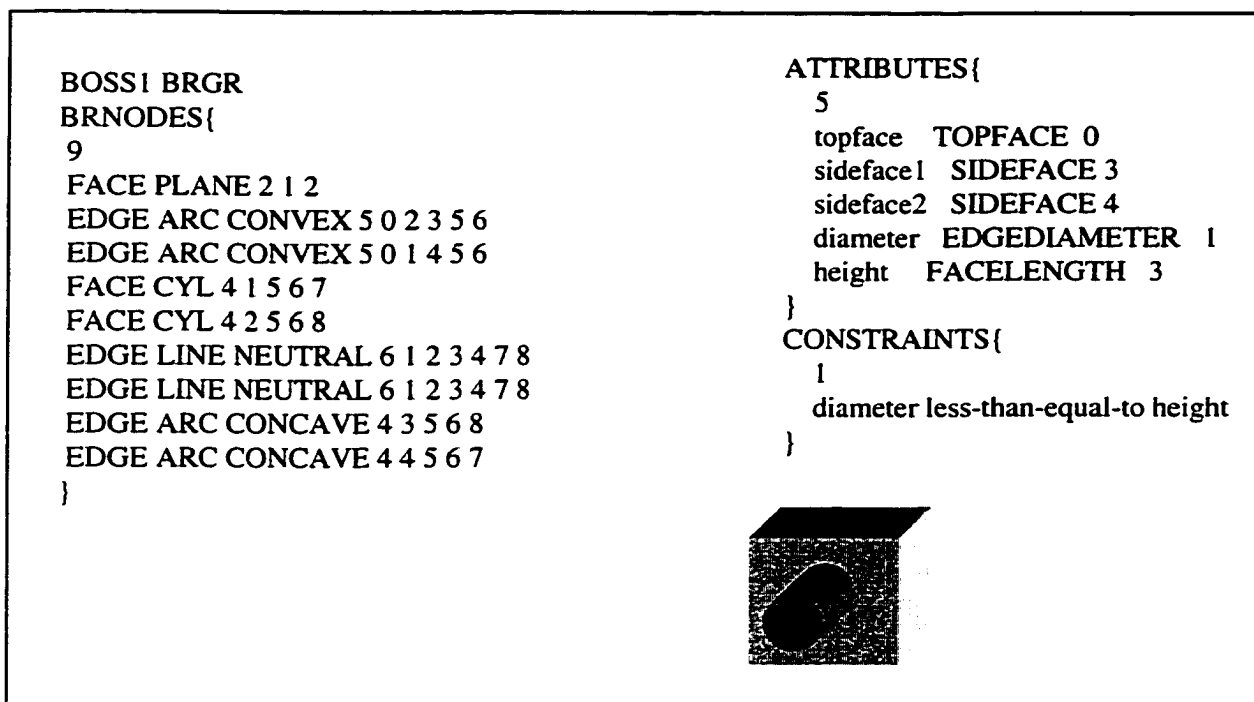 BOSS1 BRGR
BRNODES{
9
FACE PLANE 2 1 2
EDGE ARC CONVEX 5 0 2 3 5 6
EDGE ARC CONVEX 5 0 1 4 5 6
FACE CYL 4 1 5 6 7
FACE CYL 4 2 5 6 8
EDGE LINE NEUTRAL 6 1 2 3 4 7 8
EDGE LINE NEUTRAL 6 1 2 3 4 7 8
EDGE ARC CONCAVE 4 3 5 6 8
EDGE ARC CONCAVE 4 4 5 6 7
}
ATTRIBUTES{
5
topface TOPFACE 0
sideface1 SIDEFACE 3
sideface2 SIDEFACE 4
diameter EDGEDIAMETER 1
height FACELENGTH 3
}
CONSTRAINTS{
1
diameter less-than-equal-to height
}